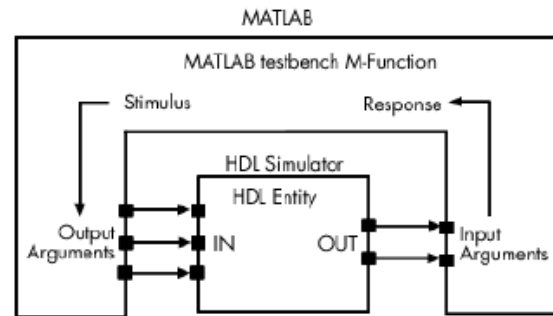 MATLAB
MATLAB testbench M-Function
Stimulus
Response
HDL Simulator
HDL Entity
Output
Arguments
IN
OUT
Input
Arguments